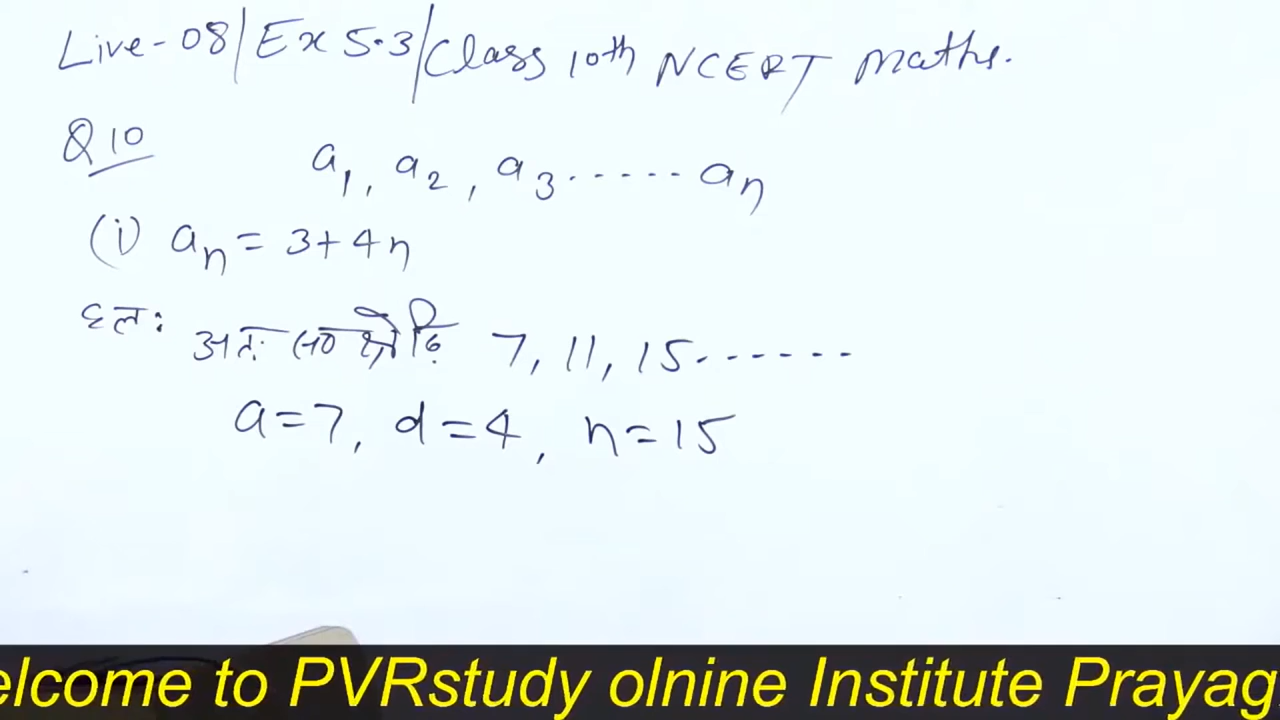 Live-08/Ex 5.3/Class 10th NCERT Maths.
Q10
a₁, a₂, a₃...... aₙ
(i) aₙ = 3+4n
हल:
अतः स० श्रेढि 7, 11, 15.......
a=7, d=4, n=15
elcome to PVRstudy olnine Institute Prayag